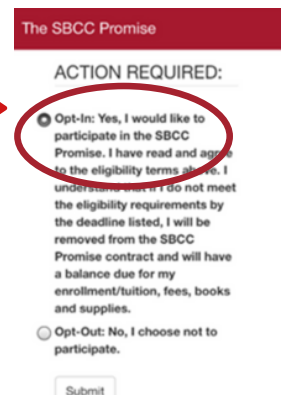 The SBCC Promise
ACTION REQUIRED:
Opt-In: Yes, I would like to
participate in the SBCC
Promise. I have read and agree
to the eligibility terms above. I
understand that if I do not meet
the eligibility requirements by
the deadline listed, I will be
removed from the SBCC
Promise contract and will have
a balance due for my
enrollment/tuition, fees, books
and supplies.
Opt-Out: No, I choose not to
participate.
Submit